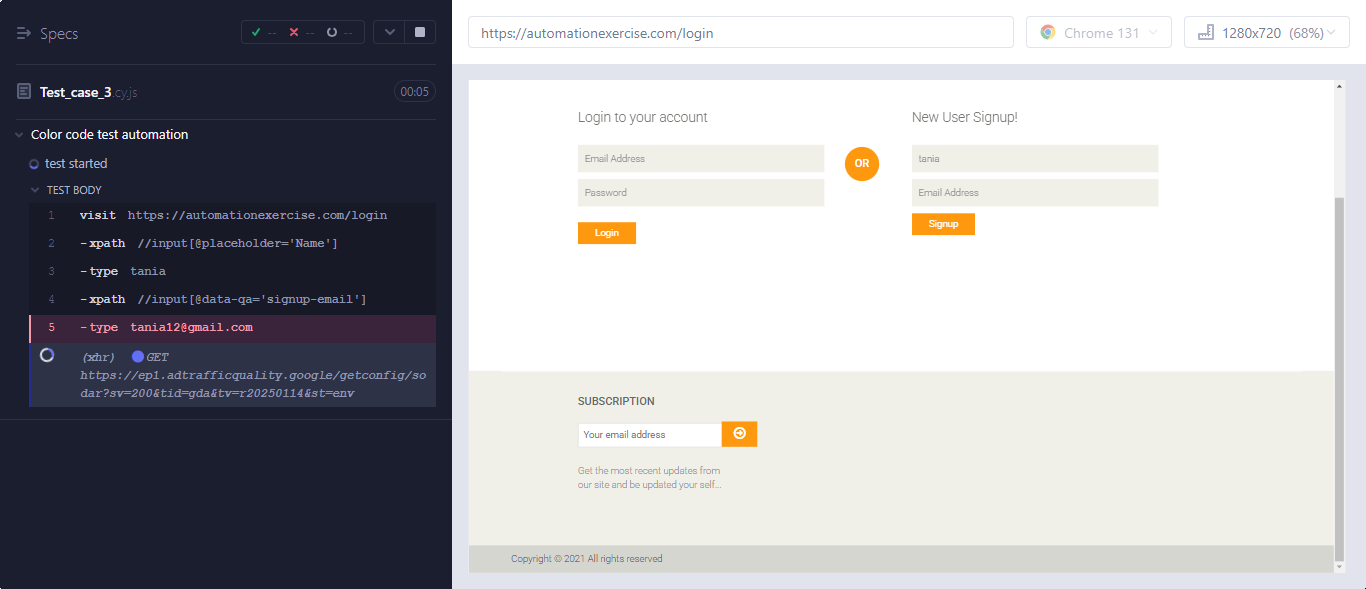 Specs
-- -- --
Test_case_3.cy.js
00:05
Color code test automation
test started
TEST BODY
1 visit https://automationexercise.com/login
2 -xpath //input[@placeholder='Name']
3 -type tania
4 -xpath //input[@data-qa='signup-email']
5 -type tania12@gmail.com
(xhr) GET
https://ep1.adtrafficquality.google/getconfig/so
dar?sv=200&tid=gda&tv=r20250114&st=env
https://automationexercise.com/login
Chrome 131
1280x720 (68%)
Login to your account
Email Address
Password
Login
OR
New User Signup!
tania
Email Address
Signup
SUBSCRIPTION
Your email address
Get the most recent updates from
our site and be updated your self...
Copyright © 2021 All rights reserved